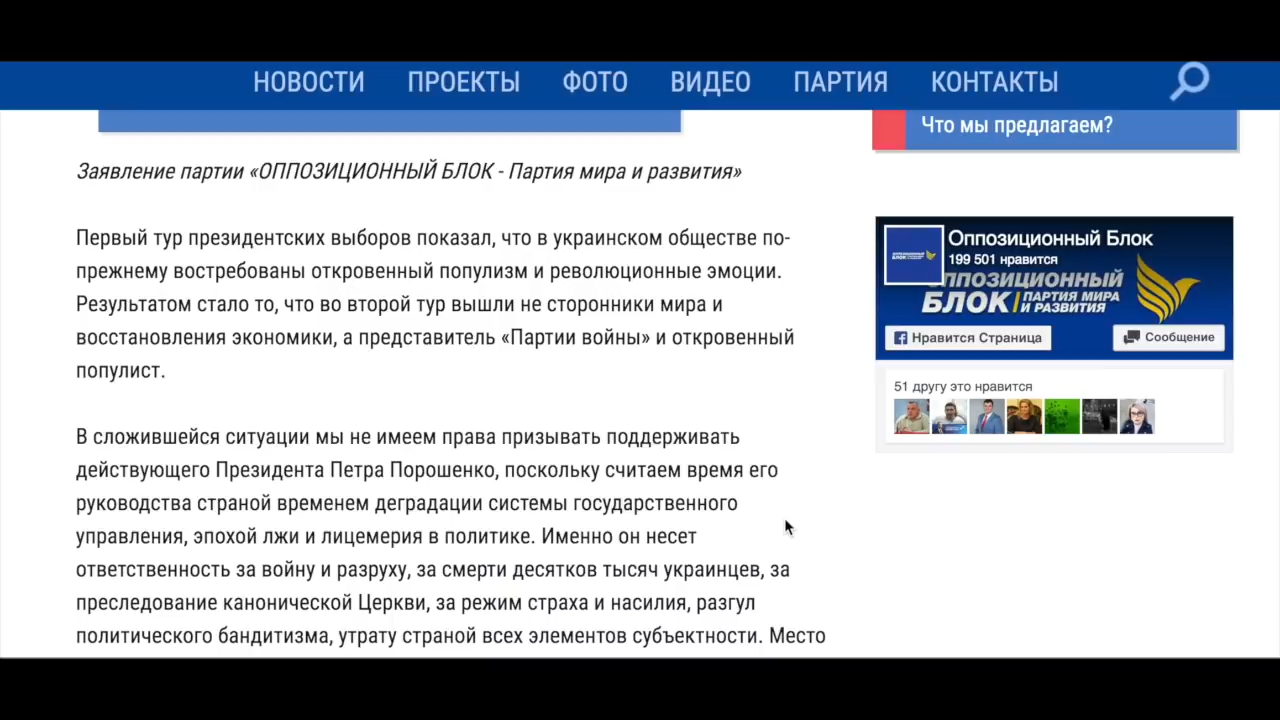 НОВОСТИ ПРОЕКТЫ ФОТО ВИДЕО ПАРТИЯ КОНТАКТЫ
Что мы предлагаем?
Заявление партии «ОППОЗИЦИОННЫЙ БЛОК - Партия мира и развития»
Первый тур президентских выборов показал, что в украинском обществе по-
прежнему востребованы откровенный популизм и революционные эмоции.
Результатом стало то, что во второй тур вышли не сторонники мира и
восстановления экономики, а представитель «Партии войны» и откровенный
популист.
В сложившейся ситуации мы не имеем права призывать поддерживать
действующего Президента Петра Порошенко, поскольку считаем время его
руководства страной временем деградации системы государственного
управления, эпохой лжи и лицемерия в политике. Именно он несет
ответственность за войну и разруху, за смерти десятков тысяч украинцев, за
преследование канонической Церкви, за режим страха и насилия, разгул
политического бандитизма, утрату страной всех элементов субъектности. Место
Оппозиционный Блок
199 501 нравится
ОППОЗИЦИОННЫЙ
БЛОК ПАРТИЯ МИРА
И РАЗВИТИЯ
Нравится Страница
Сообщение
51 другу это нравится